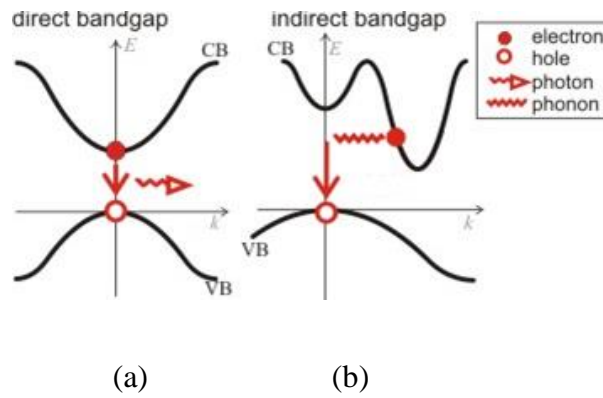 direct bandgap
indirect bandgap
E
CB
k
VB
CB
E
k
VB
electron
hole
photon
phonon
(a)
(b)